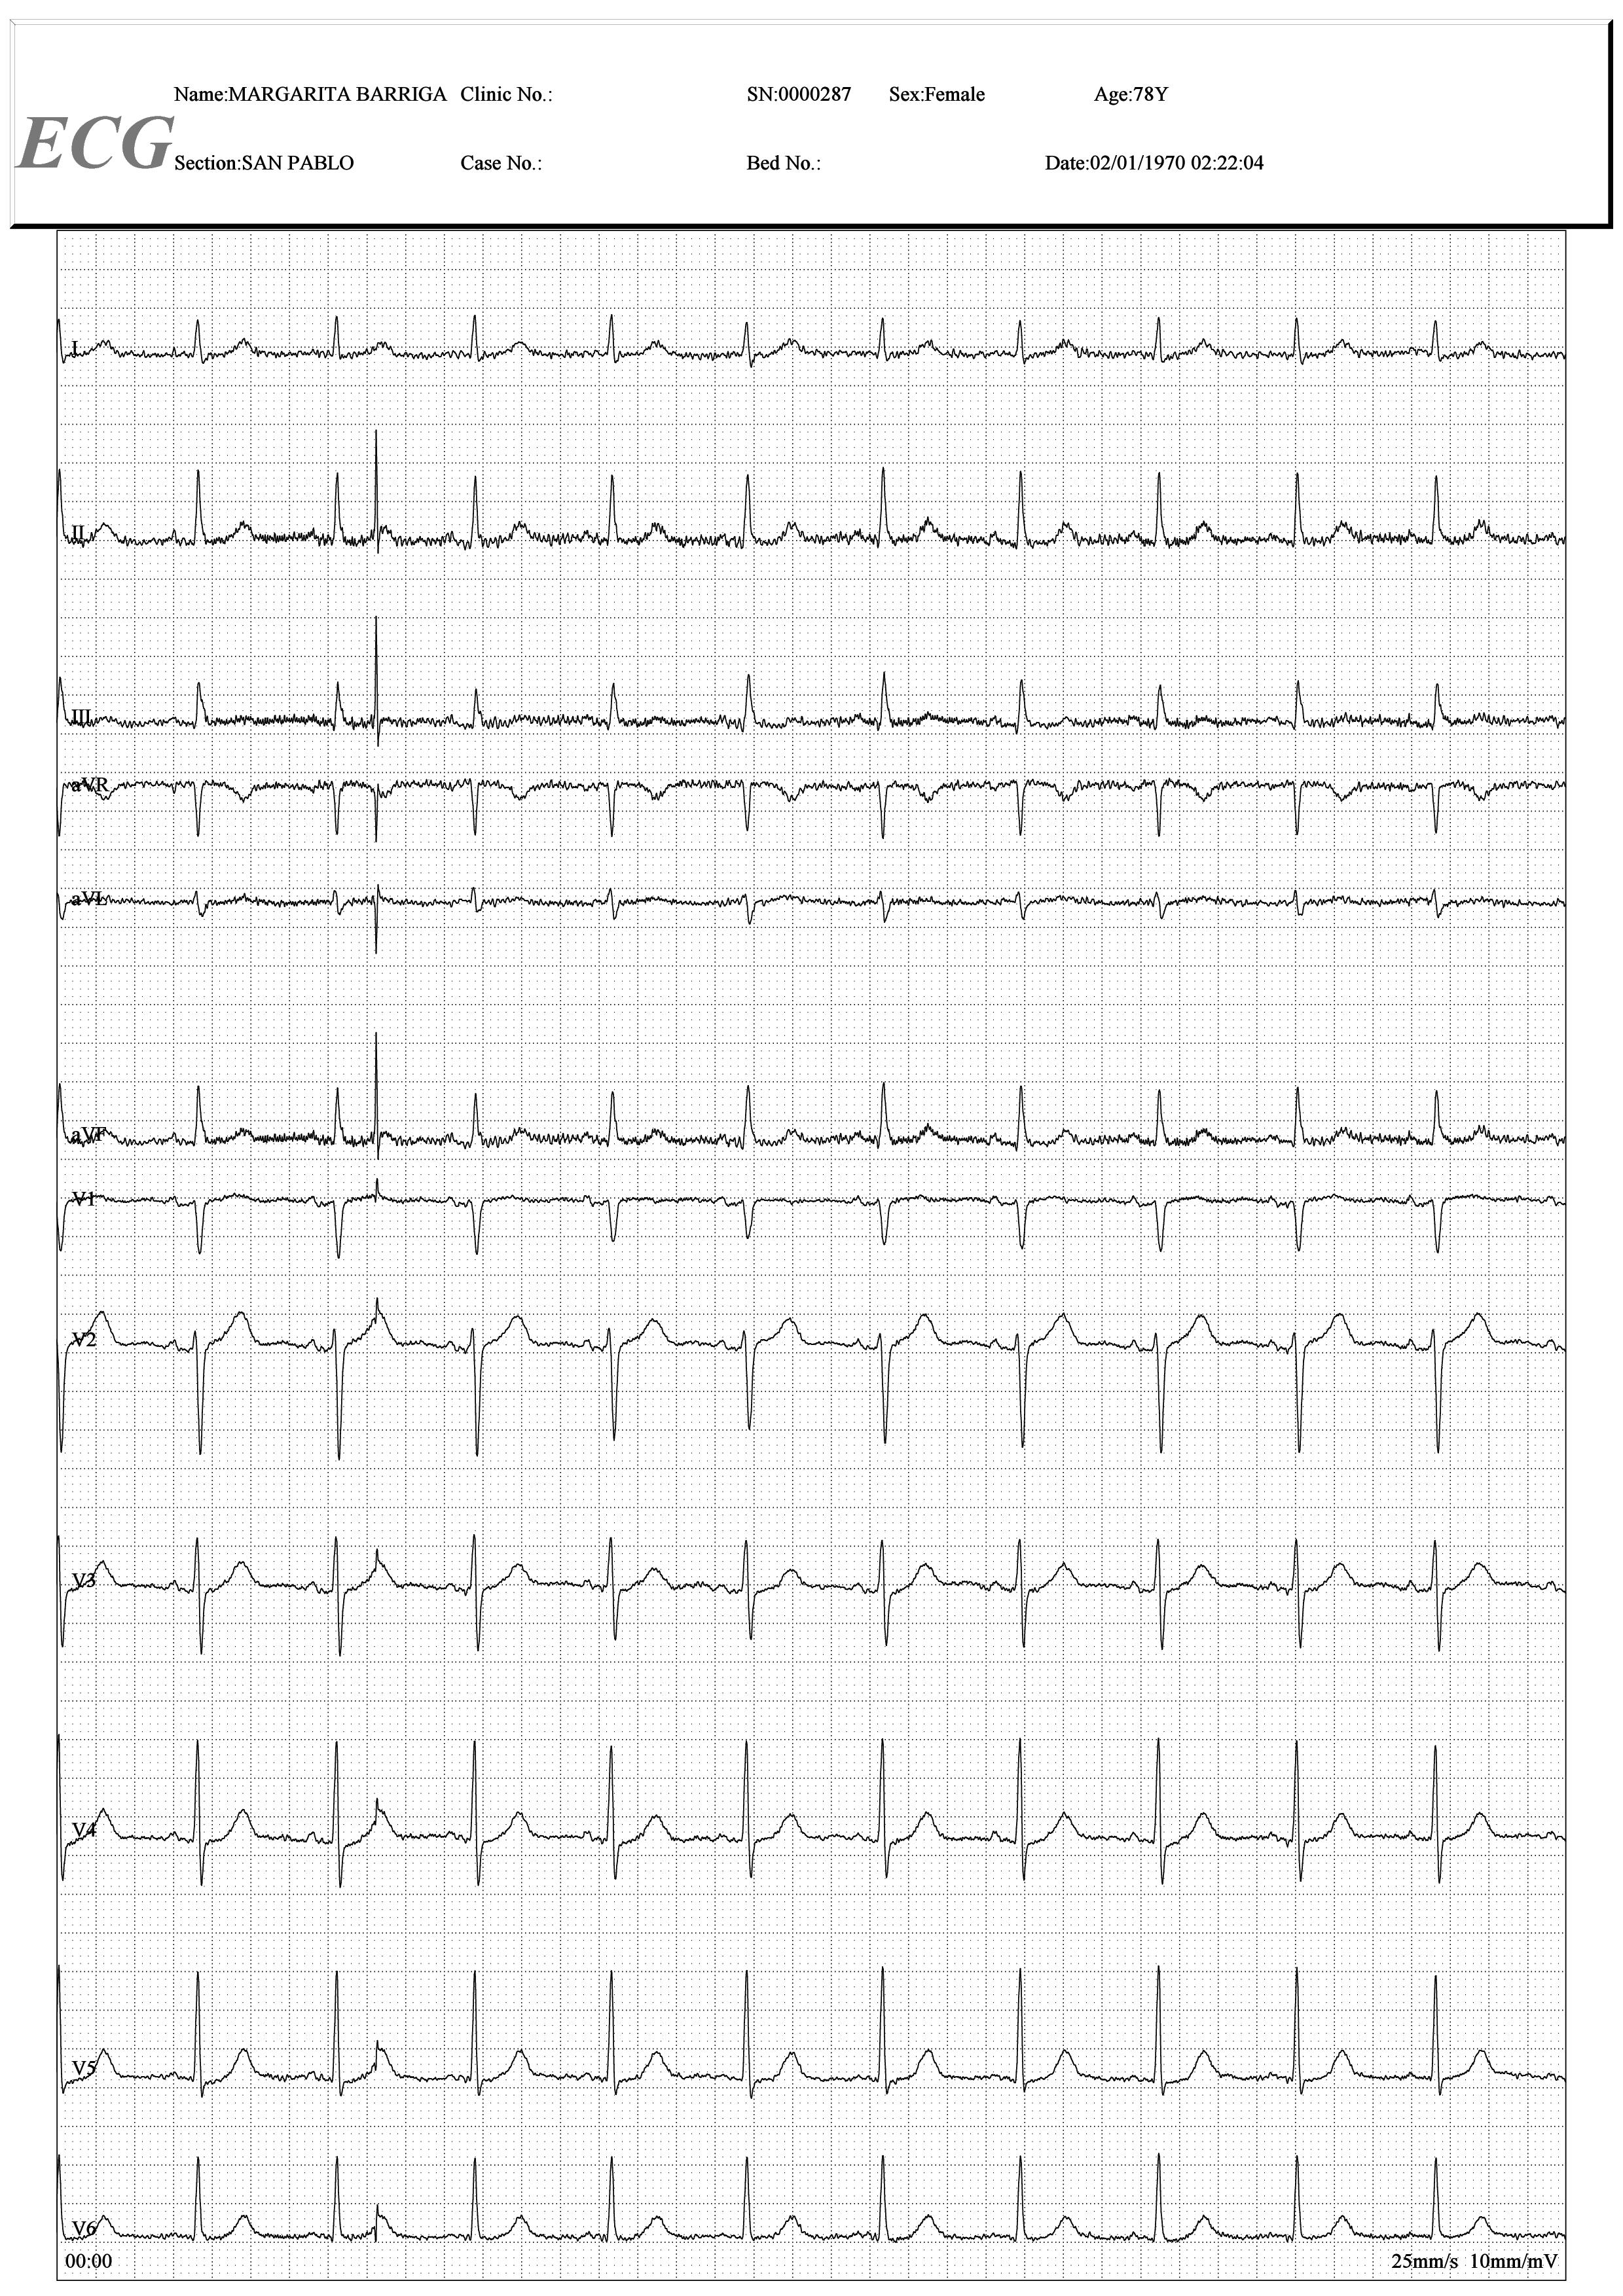 Name:MARGARITA BARRIGA Clinic No.: SN:0000287 Sex:Female Age:78Y
ECG
Section:SAN PABLO Case No.: Bed No.: Date:02/01/1970 02:22:04
I
II
III
aVR
aVL
aVF
V1
V2
V3
V4
V5
V6
00:00 25mm/s 10mm/mV